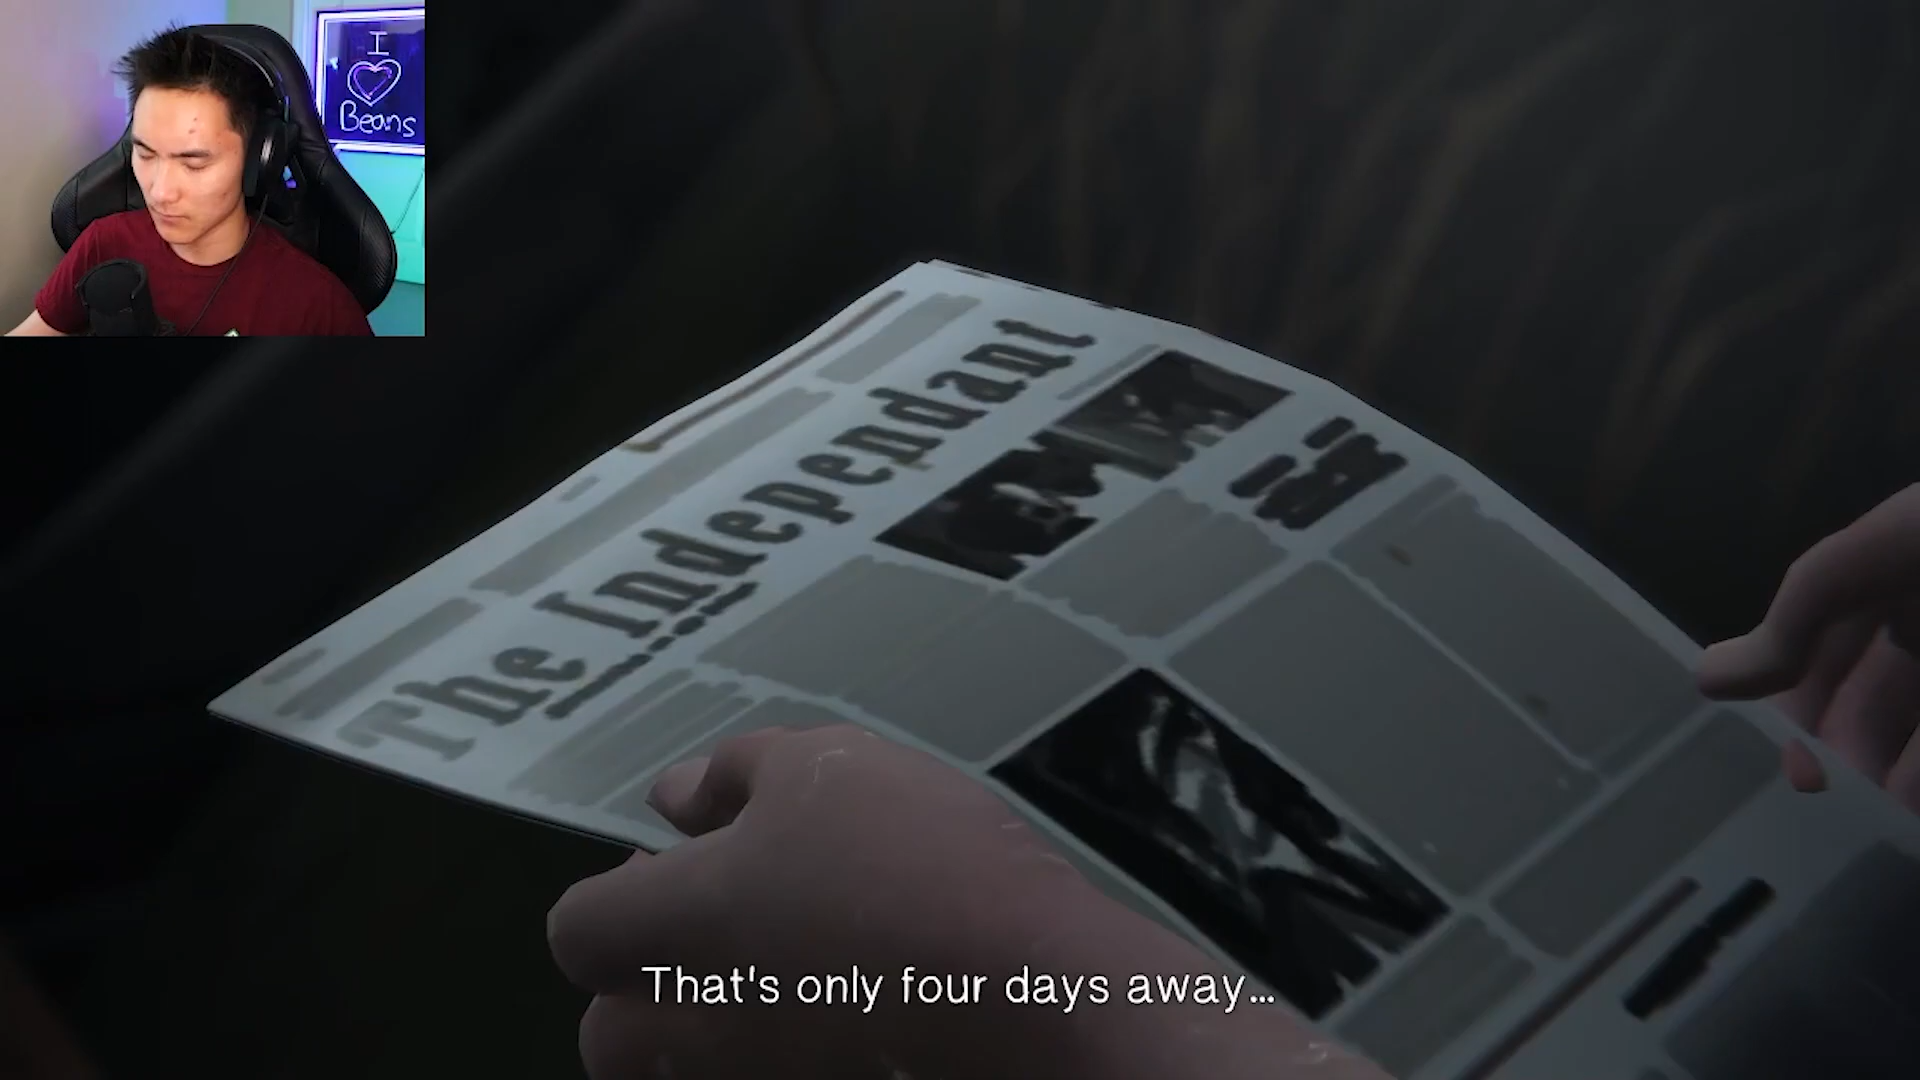 I
Beans
The Independant
That's only four days away...